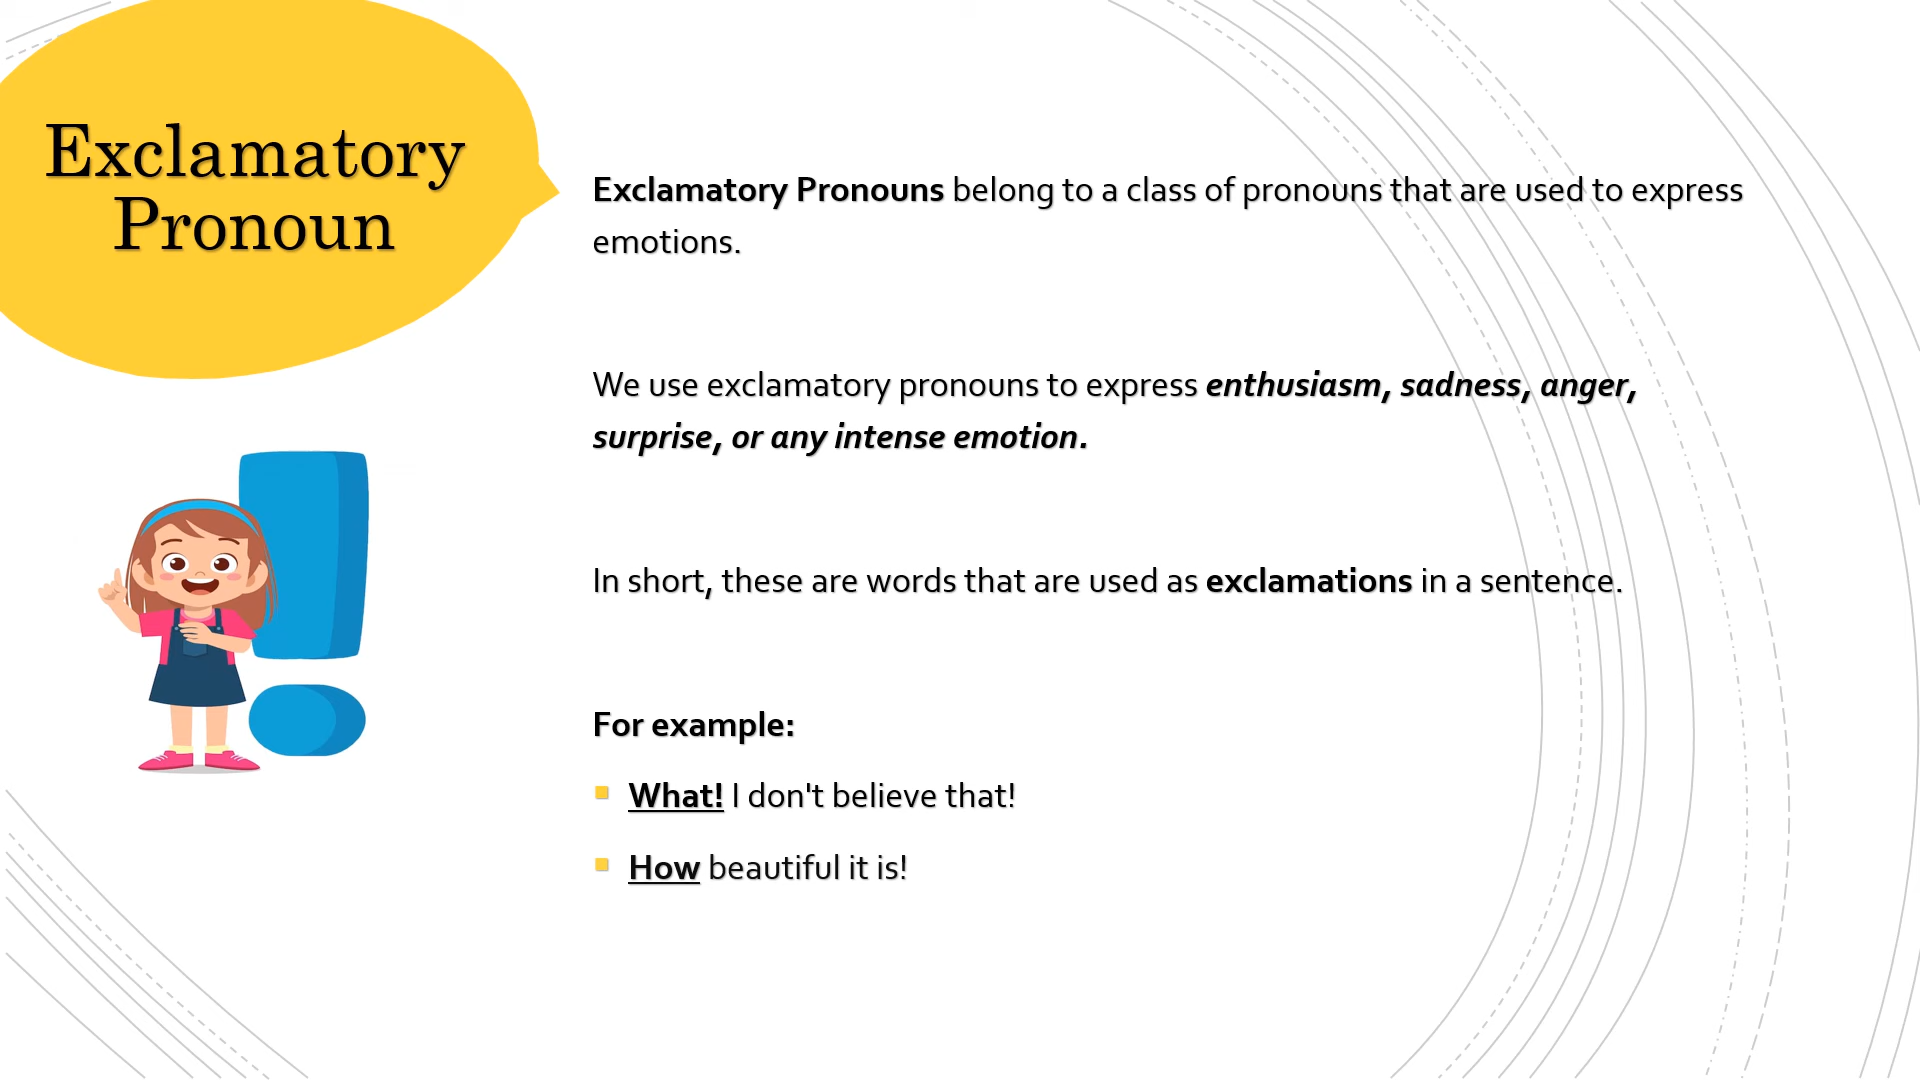 Exclamatory
Pronoun
Exclamatory Pronouns belong to a class of pronouns that are used to express
emotions.
We use exclamatory pronouns to express enthusiasm, sadness, anger,
surprise, or any intense emotion.
In short, these are words that are used as exclamations in a sentence.
For example:
What! I don't believe that!
How beautiful it is!